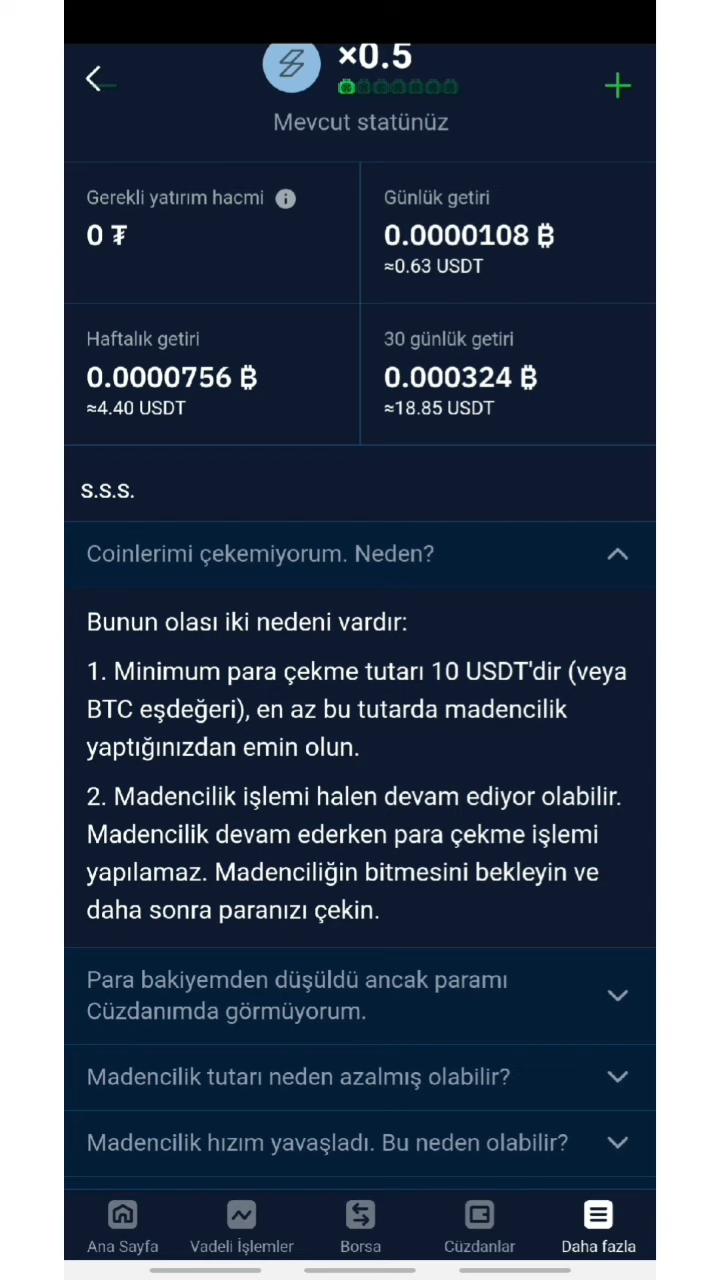 ×0.5
Mevcut statünüz
Gerekli yatırım hacmi
0 ₮
Günlük getiri
0.0000108 ₿
≈0.63 USDT
Haftalık getiri
0.0000756 ₿
≈4.40 USDT
30 günlük getiri
0.000324 ₿
≈18.85 USDT
S.S.S.
Coinlerimi çekemiyorum. Neden?
Bunun olası iki nedeni vardır:
1. Minimum para çekme tutarı 10 USDT'dir (veya
BTC eşdeğeri), en az bu tutarda madencilik
yaptığınızdan emin olun.
2. Madencilik işlemi halen devam ediyor olabilir.
Madencilik devam ederken para çekme işlemi
yapılamaz. Madenciliğin bitmesini bekleyin ve
daha sonra paranızı çekin.
Para bakiyemden düşüldü ancak paramı
Cüzdanımda görmüyorum.
Madencilik tutarı neden azalmış olabilir?
Madencilik hızım yavaşladı. Bu neden olabilir?
Ana Sayfa
Vadeli İşlemler
Borsa
Cüzdanlar
Daha fazla